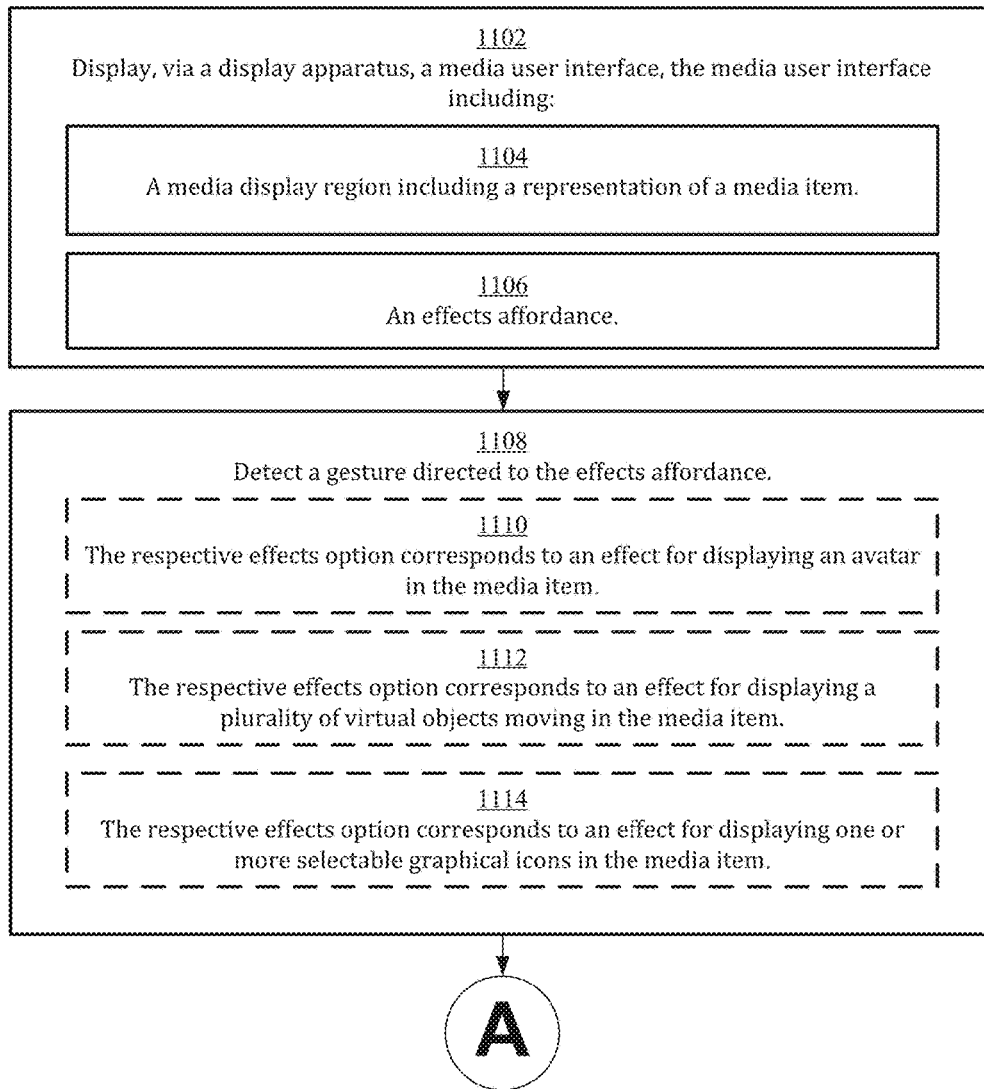 1102
Display, via a display apparatus, a media user interface, the media user interface
including:
1104
A media display region including a representation of a media item.
1106
An effects affordance.
1108
Detect a gesture directed to the effects affordance.
1110
The respective effects option corresponds to an effect for displaying an avatar
in the media item.
1112
The respective effects option corresponds to an effect for displaying a
plurality of virtual objects moving in the media item.
1114
The respective effects option corresponds to an effect for displaying one or
more selectable graphical icons in the media item.
A